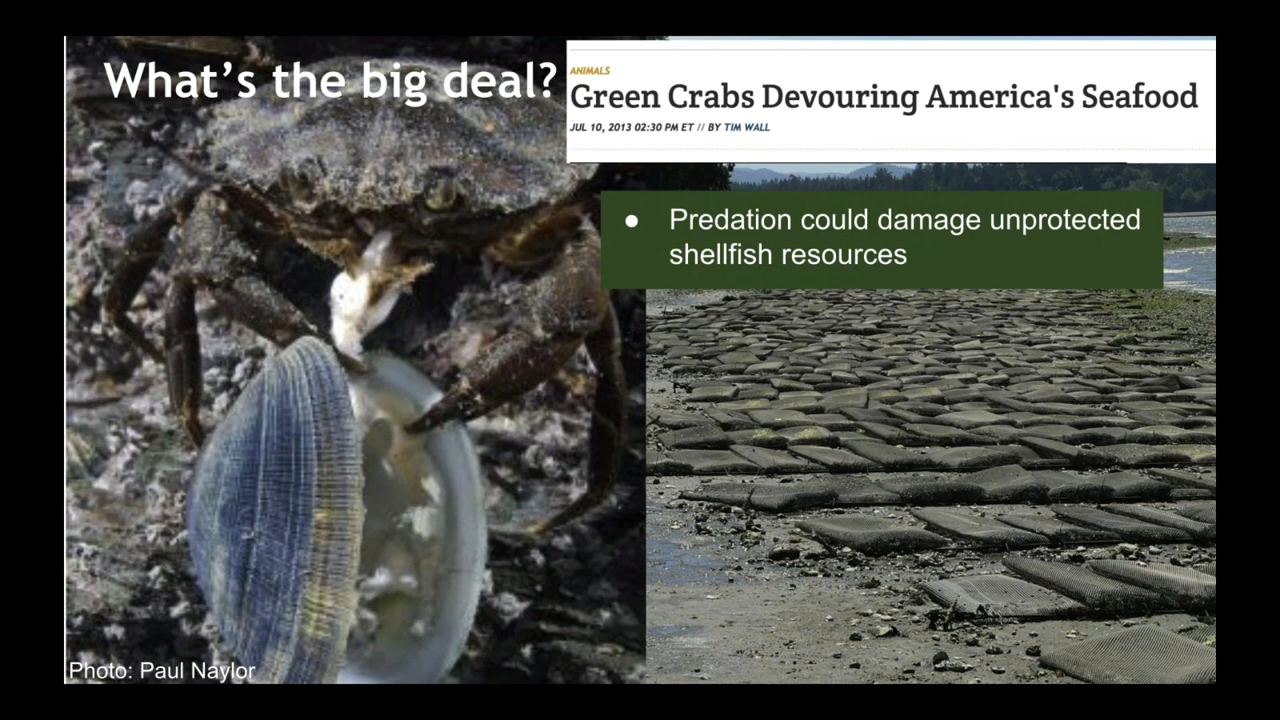 What's the big deal?
ANIMALS
Green Crabs Devouring America's Seafood
JUL 10, 2013 02:30 PM ET // BY TIM WALL
● Predation could damage unprotected
shellfish resources
Photo: Paul Naylor